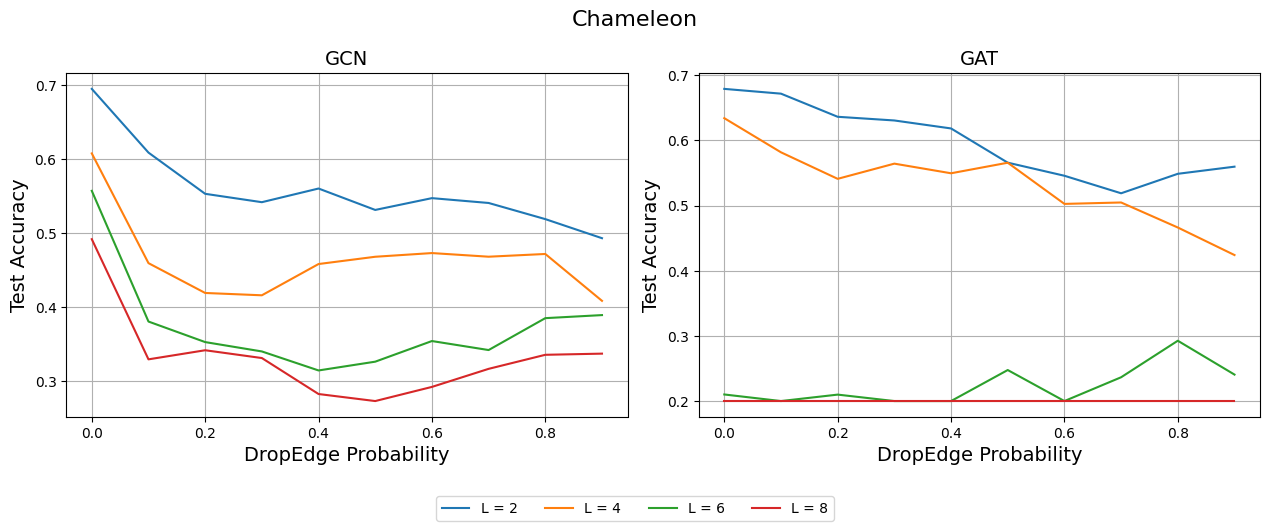 Chameleon
GCN
Test Accuracy
0.7
0.6
0.5
0.4
0.3
0.0 0.2 0.4 0.6 0.8
DropEdge Probability
GAT
Test Accuracy
0.7
0.6
0.5
0.4
0.3
0.2
0.0 0.2 0.4 0.6 0.8
DropEdge Probability
L = 2 L = 4 L = 6 L = 8